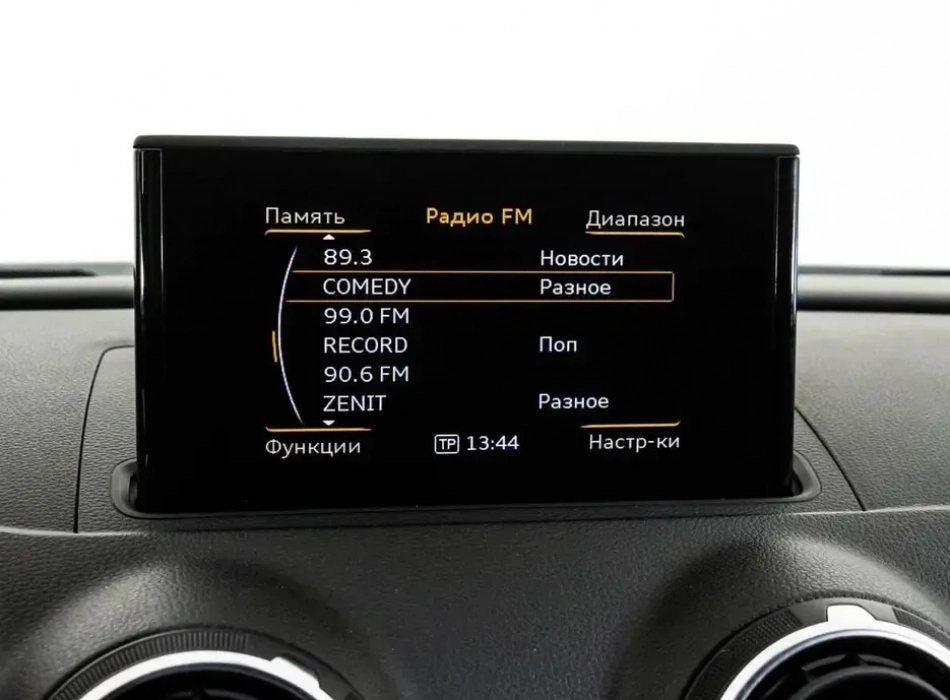 Память Радио FM Диапазон
89.3 Новости
COMEDY Разное
99.0 FM
RECORD Поп
90.6 FM
ZENIT Разное
Функции TP 13:44 Настр-ки